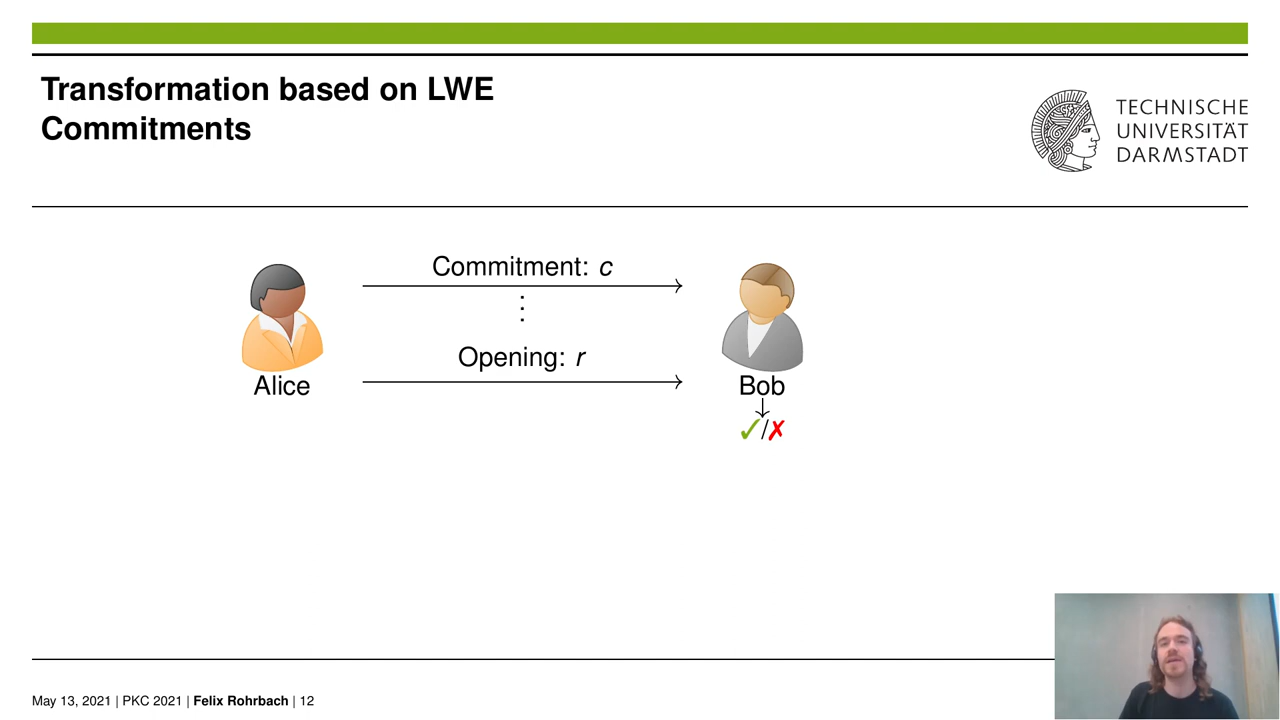 Transformation based on LWE
Commitments
TECHNISCHE
UNIVERSITÄT
DARMSTADT
Commitment: c
⋮
Opening: r
Alice
Bob
✓/✗
May 13, 2021 | PKC 2021 | Felix Rohrbach | 12